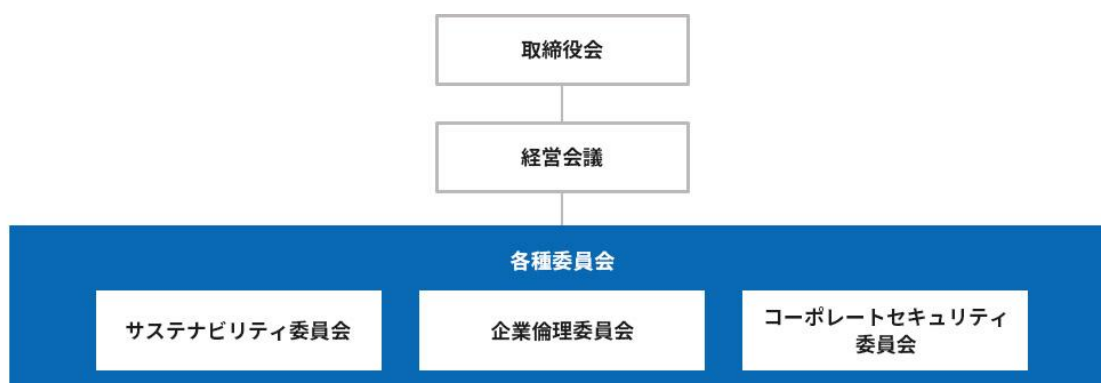 取締役会
経営会議
各種委員会
サステナビリティ委員会
企業倫理委員会
コーポレートセキュリティ
委員会